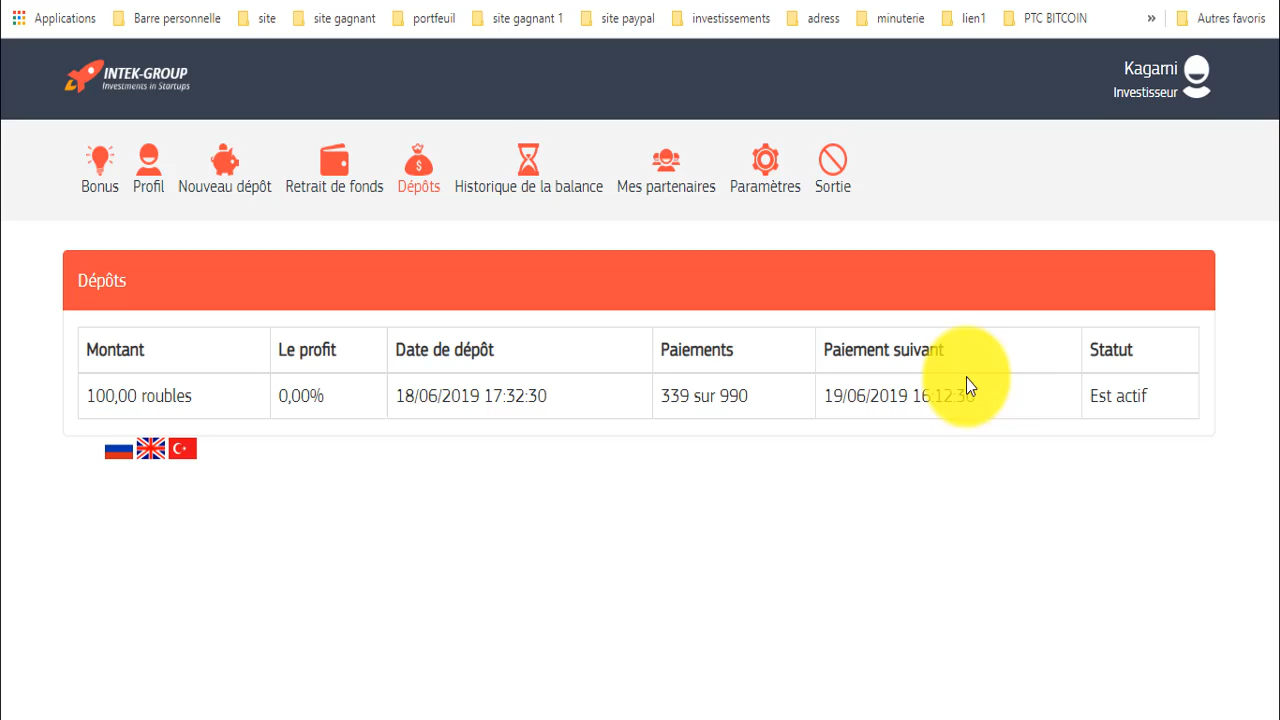 Applications Barre personnelle site site gagnant portfeuil site gagnant 1 site paypal investissements adress minuterie lien1 PTC BITCOIN » Autres favoris
INTEK-GROUP
Investments in Startups
Kagami
Investisseur
Bonus Profil Nouveau dépôt Retrait de fonds Dépôts Historique de la balance Mes partenaires Paramètres Sortie
Dépôts
Montant Le profit Date de dépôt Paiements Paiement suivant Statut
100,00 roubles 0,00% 18/06/2019 17:32:30 339 sur 990 19/06/2019 16:12:30 Est actif